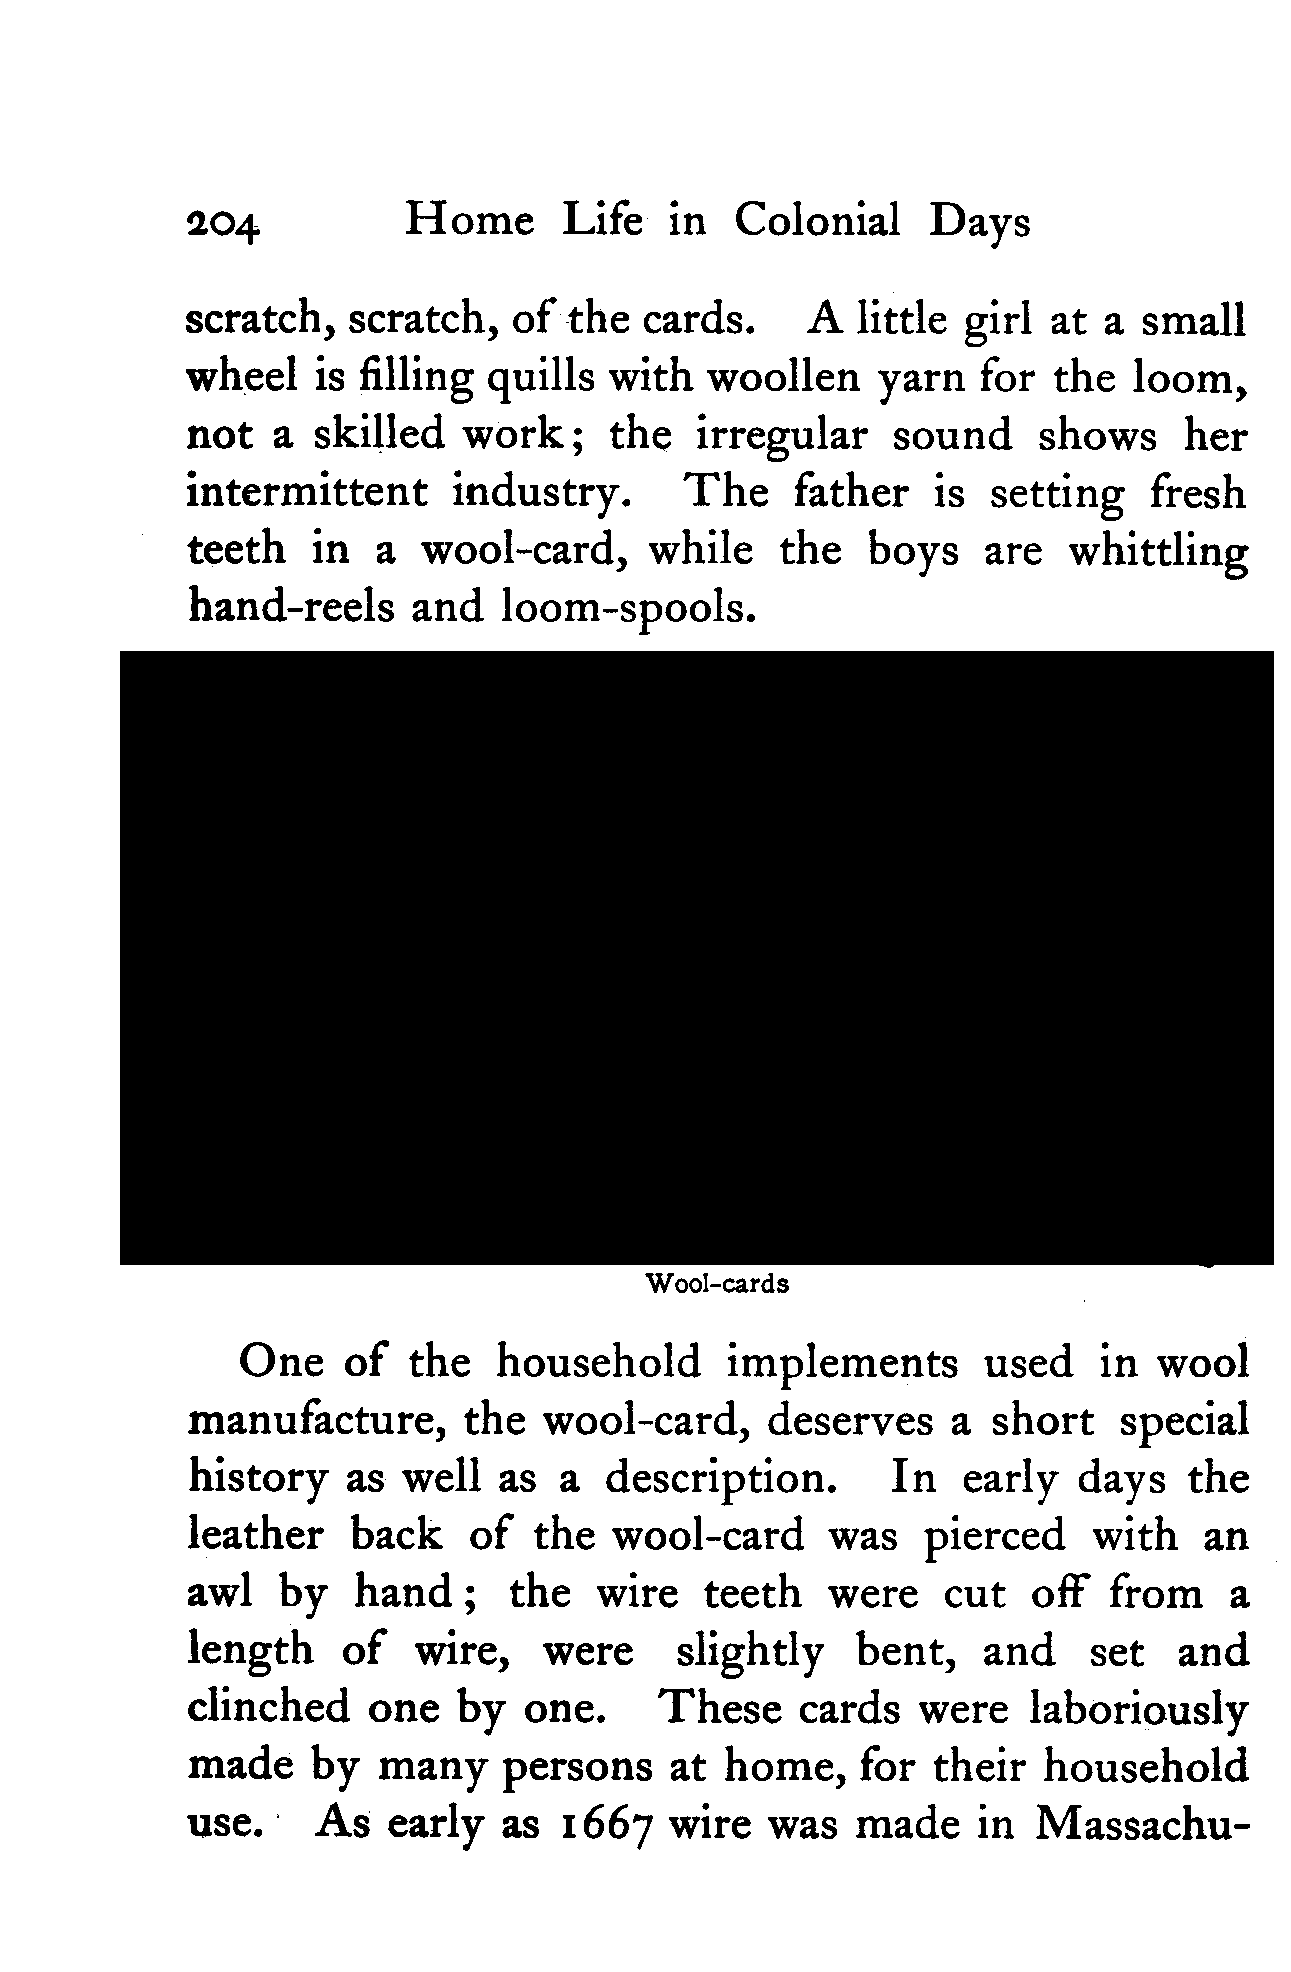 204 Home Life in Colonial Days
scratch, scratch, of the cards. A little girl at a small
wheel is filling quills with woollen yarn for the loom,
not a skilled work; the irregular sound shows her
intermittent industry. The father is setting fresh
teeth in a wool-card, while the boys are whittling
hand-reels and loom-spools.
Wool-cards
One of the household implements used in wool
manufacture, the wool-card, deserves a short special
history as well as a description. In early days the
leather back of the wool-card was pierced with an
awl by hand; the wire teeth were cut off from a
length of wire, were slightly bent, and set and
clinched one by one. These cards were laboriously
made by many persons at home, for their household
use. As early as 1667 wire was made in Massachu-